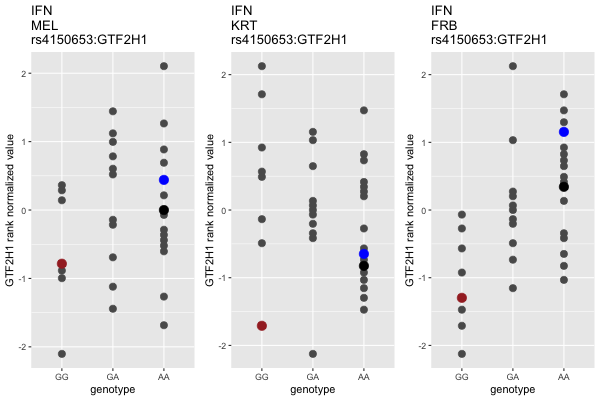 IFN
MEL
rs4150653:GTF2H1
GTF2H1 rank normalized value
2
1
0
-1
-2
GG GA AA
genotype
IFN
KRT
rs4150653:GTF2H1
GTF2H1 rank normalized value
2
1
0
-1
-2
GG GA AA
genotype
IFN
FRB
rs4150653:GTF2H1
GTF2H1 rank normalized value
2
1
0
-1
-2
GG GA AA
genotype